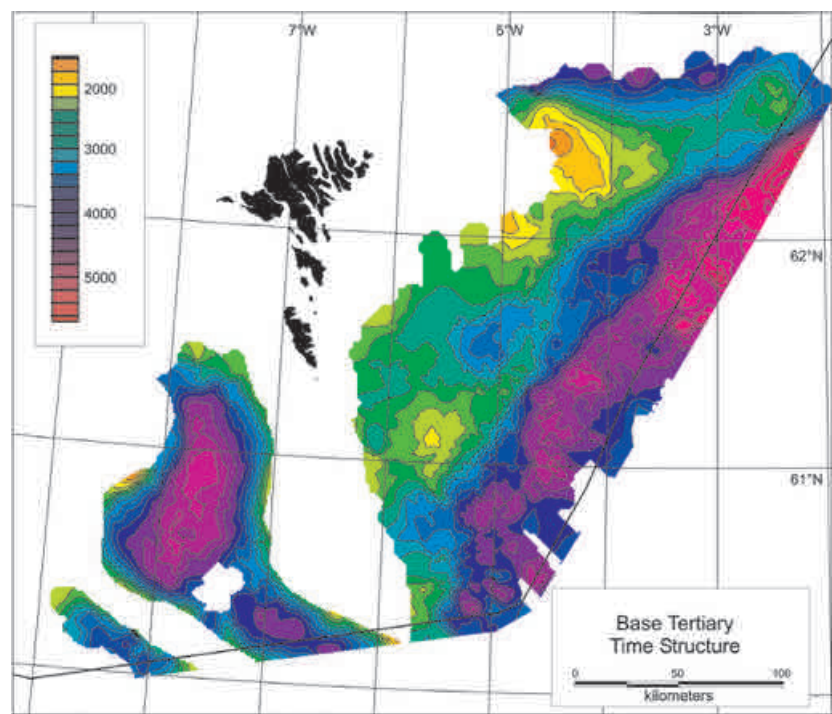 7°W
5°W
3°W
2000
3000
4000
5000
62°N
61°N
Base Tertiary
Time Structure
0
50
100
kilometers